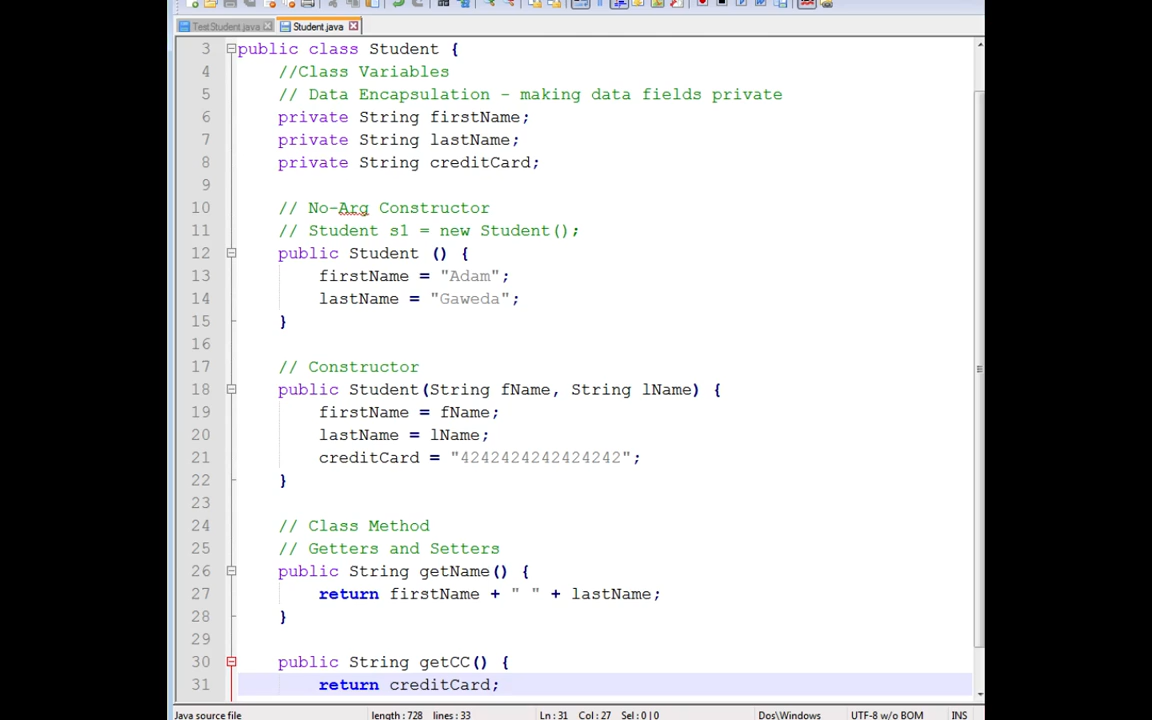 TestStudent.java
Student.java
3 public class Student {
4 //Class Variables
5 // Data Encapsulation - making data fields private
6 private String firstName;
7 private String lastName;
8 private String creditCard;
9
10 // No-Arg Constructor
11 // Student s1 = new Student();
12 public Student () {
13 firstName = "Adam";
14 lastName = "Gaweda";
15 }
16
17 // Constructor
18 public Student(String fName, String lName) {
19 firstName = fName;
20 lastName = lName;
21 creditCard = "4242424242424242";
22 }
23
24 // Class Method
25 // Getters and Setters
26 public String getName() {
27 return firstName + " " + lastName;
28 }
29
30 public String getCC() {
31 return creditCard;
Java source file length : 728 lines : 33 Ln : 31 Col : 27 Sel : 0 | 0 Dos\Windows UTF-8 w/o BOM INS